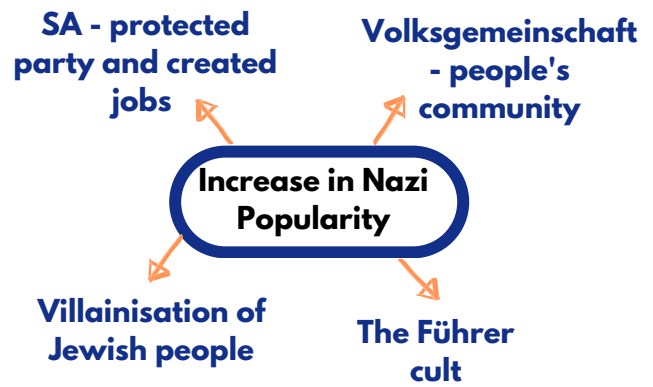 SA - protected
party and created
jobs
Volksgemeinschaft
- people's
community
Increase in Nazi
Popularity
Villainisation of
Jewish people
The Führer
cult